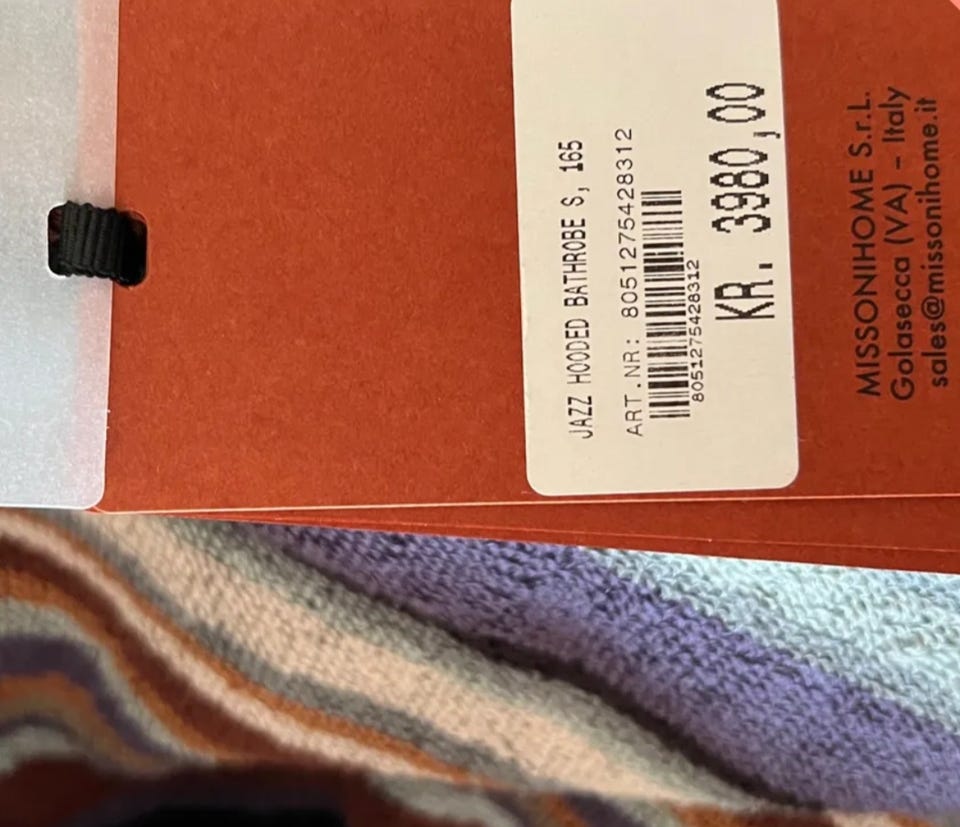 JAZZ HOODED BATHROBE S, 165
ART.NR: 8051275428312
8051275428312
KR. 3980,00
MISSONIHOME S.r.L.
Golasecca (VA) - Italy
sales@missonihome.it